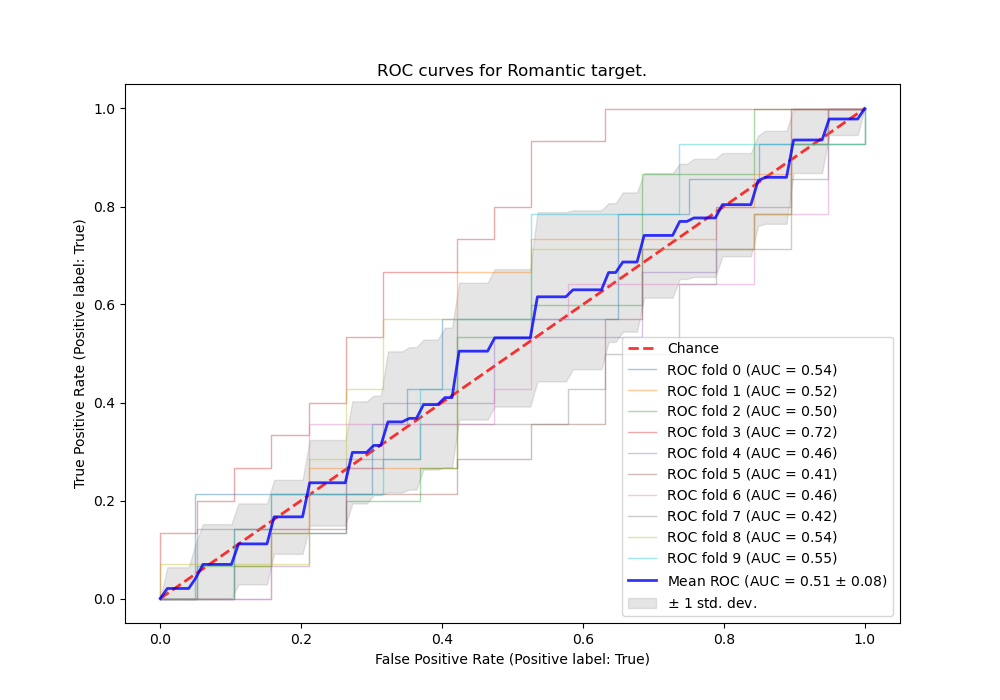 ROC curves for Romantic target.
1.0
0.8
0.6
0.4
0.2
0.0
True Positive Rate (Positive label: True)
Chance
ROC fold 0 (AUC = 0.54)
ROC fold 1 (AUC = 0.52)
ROC fold 2 (AUC = 0.50)
ROC fold 3 (AUC = 0.72)
ROC fold 4 (AUC = 0.46)
ROC fold 5 (AUC = 0.41)
ROC fold 6 (AUC = 0.46)
ROC fold 7 (AUC = 0.42)
ROC fold 8 (AUC = 0.54)
ROC fold 9 (AUC = 0.55)
Mean ROC (AUC = 0.51 ± 0.08)
± 1 std. dev.
0.0 0.2 0.4 0.6 0.8 1.0
False Positive Rate (Positive label: True)